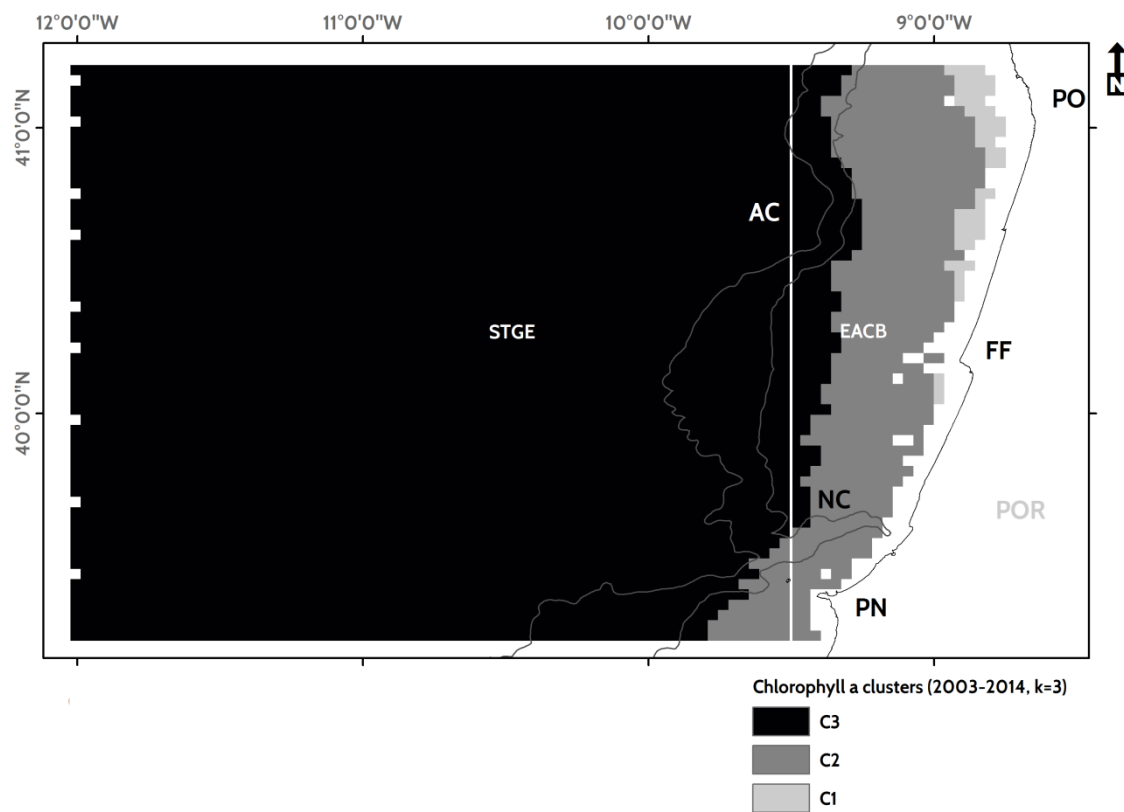 12°0'0"W 11°0'0"W 10°0'0"W 9°0'0"W
N
41°0'0"N
PO
AC
STGE
EACB
FF
40°0'0"N
NC
POR
PN
Chlorophyll a clusters (2003-2014, k=3)
C3
C2
C1